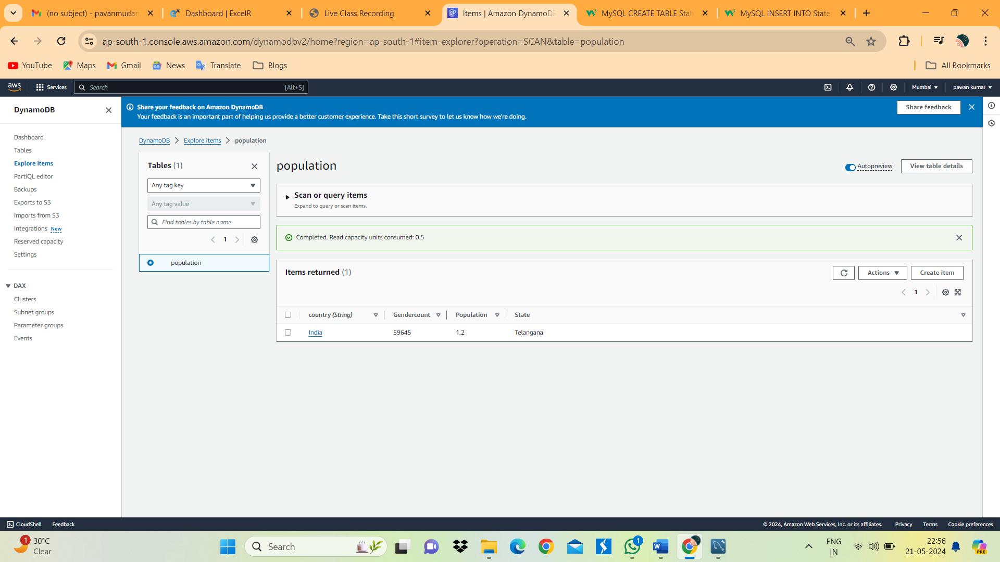 (no subject) - pavanmudan
Dashboard | ExcelR
Live Class Recording
Items | Amazon DynamoDB
MySQL CREATE TABLE State
MySQL INSERT INTO State
ap-south-1.console.aws.amazon.com/dynamodbv2/home?region=ap-south-1#item-explorer?operation=SCAN&table=population
YouTube
Maps
Gmail
News
Translate
Blogs
All Bookmarks
aws
Services
Search
[Alt+S]
Mumbai
pawan kumar
DynamoDB
Share your feedback on Amazon DynamoDB
Your feedback is an important part of helping us provide a better customer experience. Take this short survey to let us know how we're doing.
Share feedback
Dashboard
Tables
Explore items
PartiQL editor
Backups
Exports to S3
Imports from S3
Integrations New
Reserved capacity
Settings
DAX
Clusters
Subnet groups
Parameter groups
Events
DynamoDB
Explore items
population
Tables (1)
Any tag key
Any tag value
Find tables by table name
1
population
population
Autopreview
View table details
Scan or query items
Expand to query or scan items.
Completed. Read capacity units consumed: 0.5
Items returned (1)
Actions
Create item
1
country (String)
Gendercount
Population
State
India
59645
1.2
Telangana
CloudShell
Feedback
© 2024, Amazon Web Services, Inc. or its affiliates.
Privacy
Terms
Cookie preferences
1
30°C
Clear
Search
1
W
ENG
IN
22:56
21-05-2024
PRE